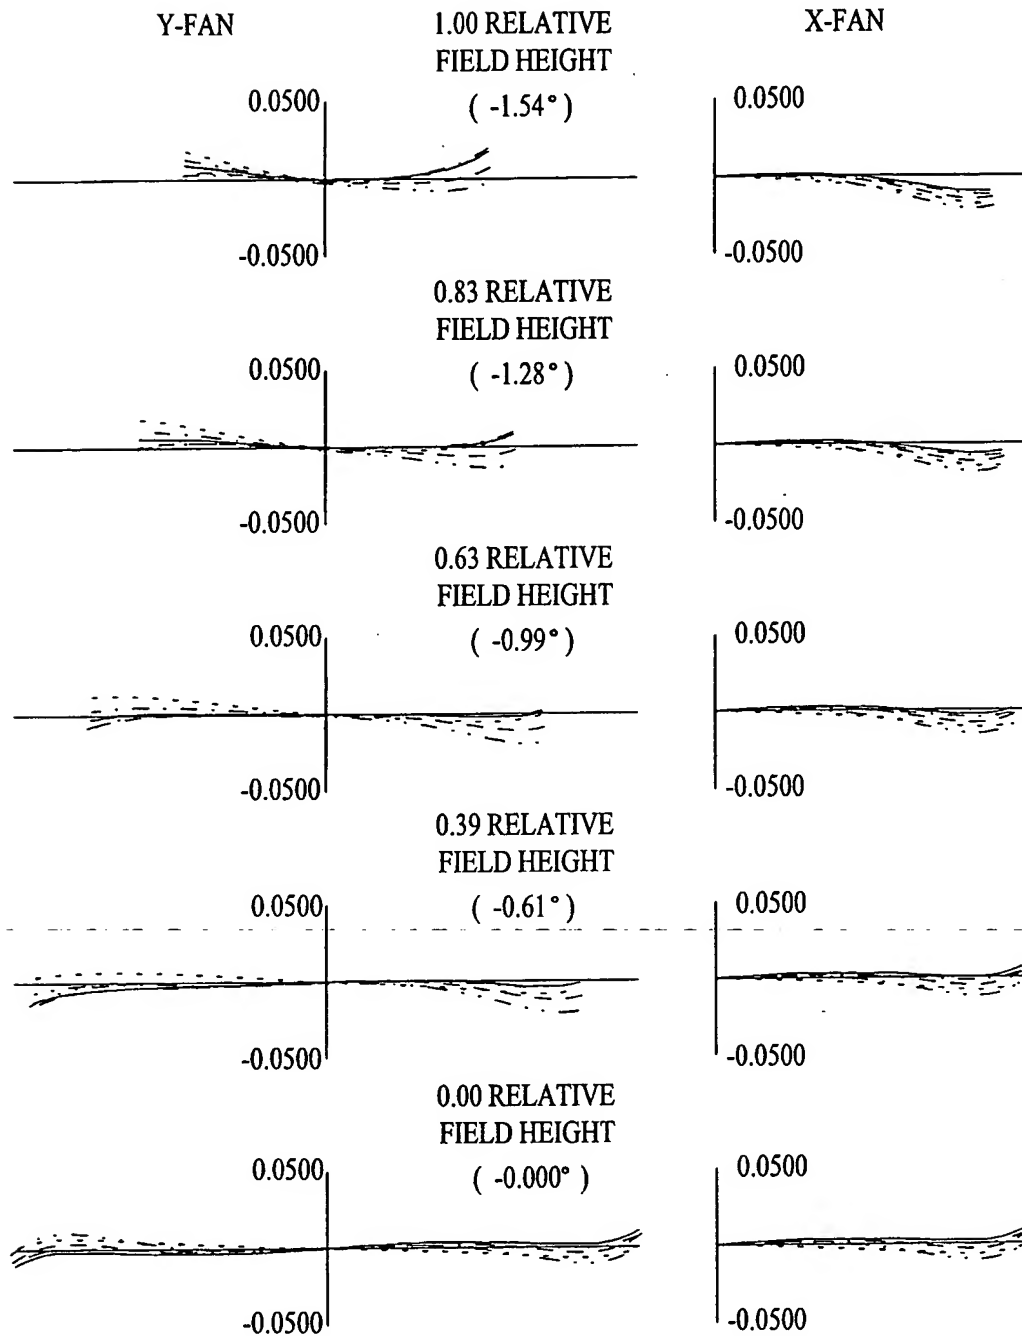 Y-FAN
1.00 RELATIVE
FIELD HEIGHT
( -1.54° )
X-FAN
0.0500
-0.0500
0.0500
-0.0500
0.83 RELATIVE
FIELD HEIGHT
( -1.28° )
0.0500
-0.0500
0.0500
-0.0500
0.63 RELATIVE
FIELD HEIGHT
( -0.99° )
0.0500
-0.0500
0.0500
-0.0500
0.39 RELATIVE
FIELD HEIGHT
( -0.61° )
0.0500
-0.0500
0.0500
-0.0500
0.00 RELATIVE
FIELD HEIGHT
( -0.000° )
0.0500
-0.0500
0.0500
-0.0500